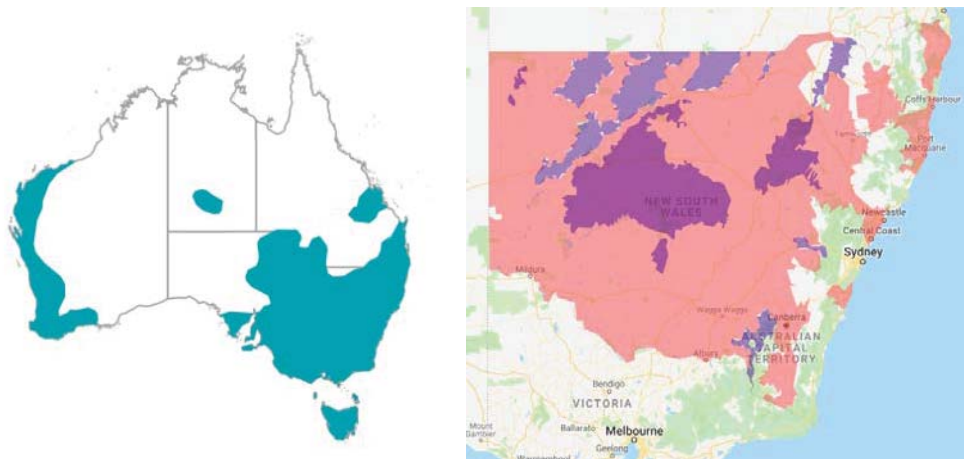 Coffs Harbour
Tamworth
Port
Macquarie
NEW SOUTH
WALES
Newcastle
Central Coast
Sydney
Mildura
Wagga Wagga
Canberra
AUSTRALIAN
CAPITAL
TERRITORY
Albury
Bendigo
VICTORIA
Mount
Gambier
Ballarat
Melbourne
Geelong
Warrnambool